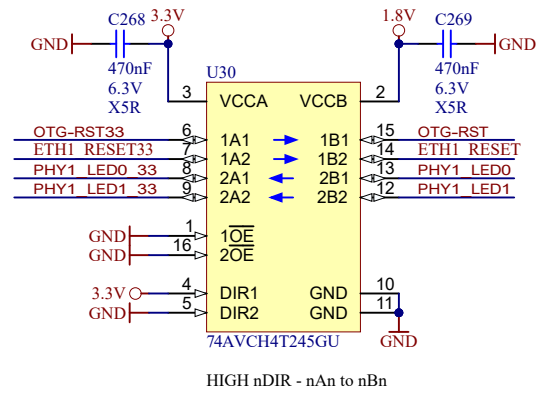 C268 3.3V 1.8V C269
GND GND
470nF 470nF
6.3V U30 6.3V
X5R X5R
3 VCCA VCCB 2
OTG-RST33 6 1A1 1B1 15 OTG-RST
ETH1_RESET33 7 1A2 1B2 14 ETH1_RESET
PHY1_LED0_33 8 2A1 2B1 13 PHY1_LED0
PHY1_LED1_33 9 2A2 2B2 12 PHY1_LED1
GND 1 1OE
GND 16 2OE
3.3V 4 DIR1 GND 10
GND 5 DIR2 GND 11
74AVCH4T245GU GND
HIGH nDIR - nAn to nBn